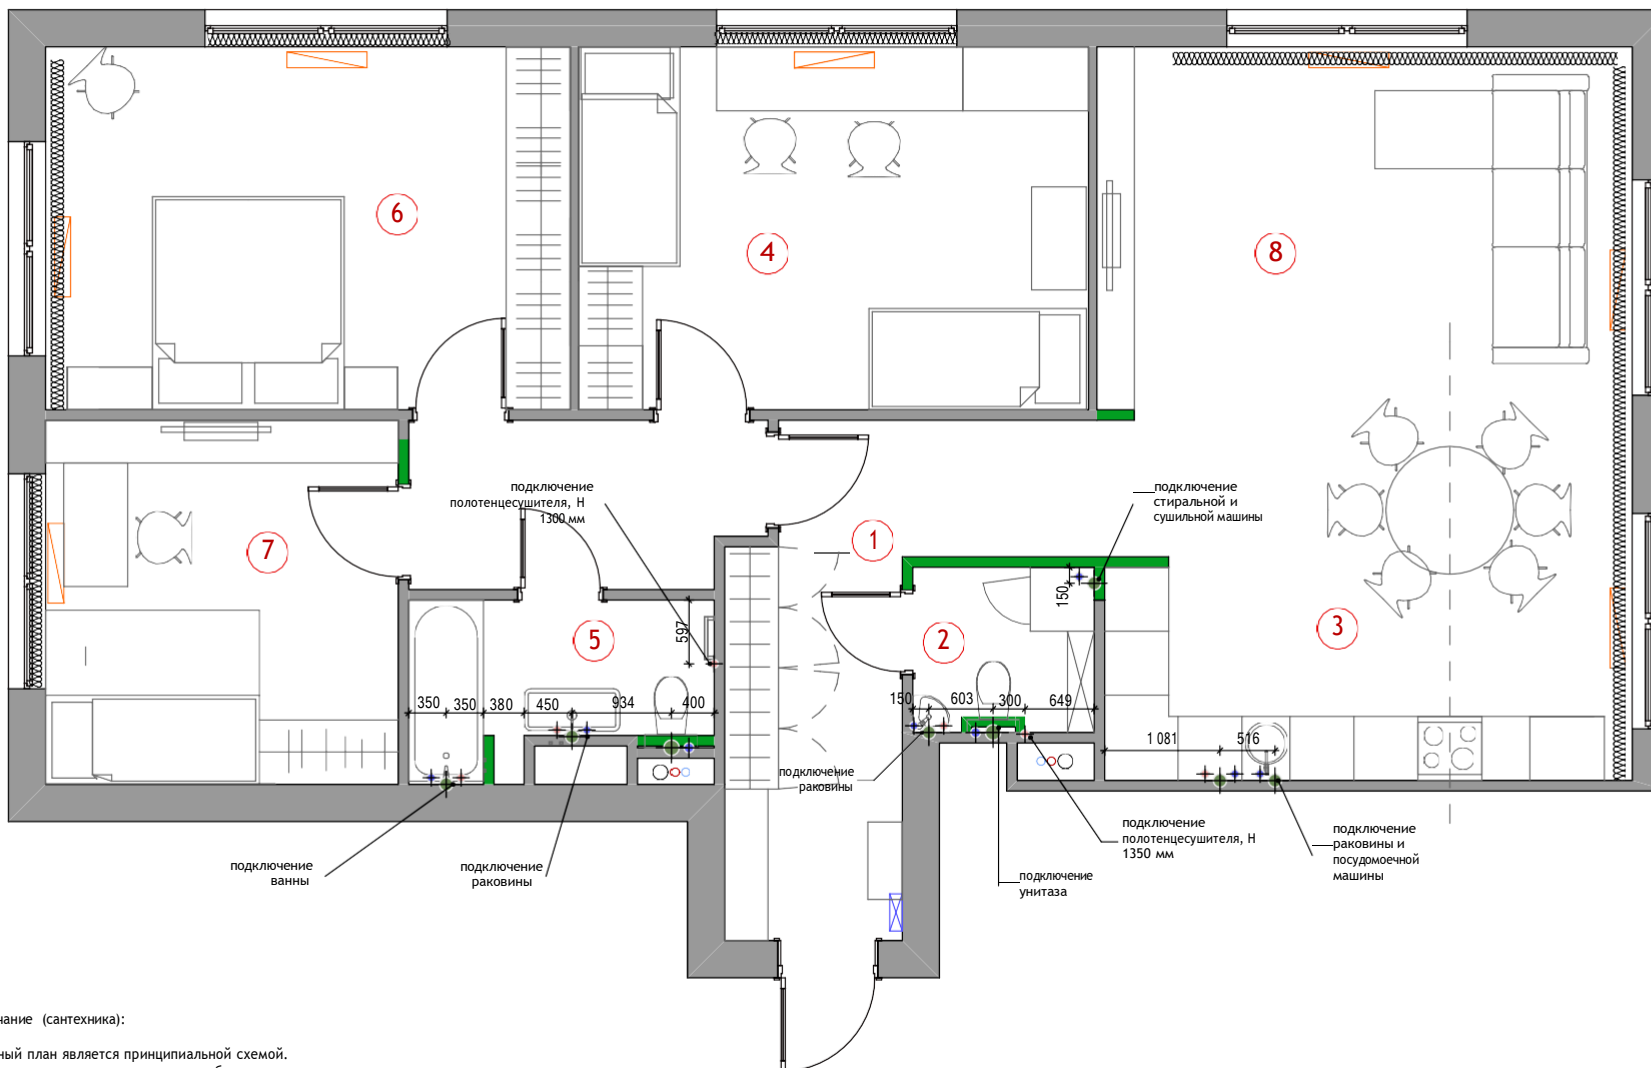 6
4
8
подключение
полотенцесушителя, H
1300 мм
подключение
стиральной и
сушильной машины
7
1
5
2
3
597
150
350
350
380
450
934
400
150
603
300
649
1 081
516
подключение
раковины
подключение
ванны
подключение
раковины
подключение
унитаза
подключение
полотенцесушителя, H
1350 мм
подключение
раковины и
посудомоечной
машины
чание (сантехника):
ный план является принципиальной схемой.